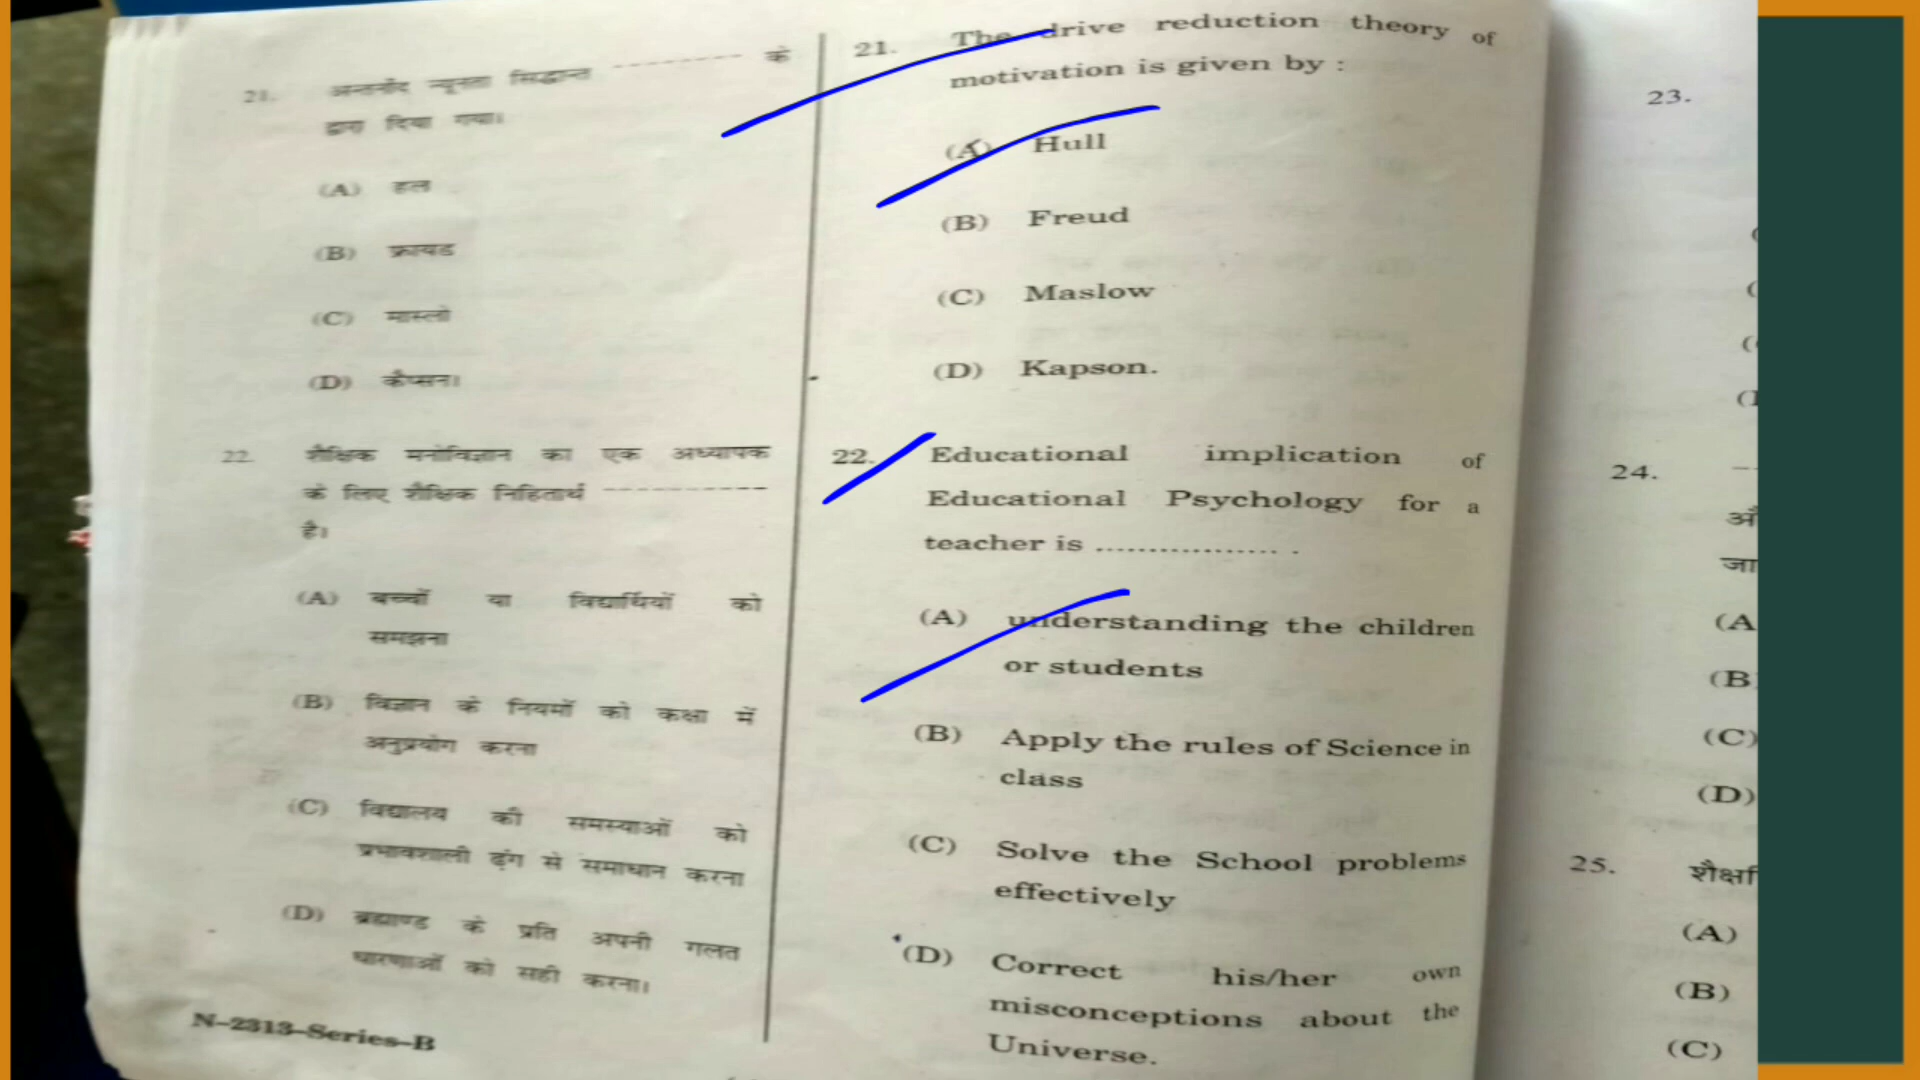 21. अन्तर्नोद न्यूनता सिद्धान्त --------- के
द्वारा दिया गया।
(A) हल
(B) फ्रायड
(C) मास्लो
(D) कैप्सन।
22. शैक्षिक मनोविज्ञान का एक अध्यापक
के लिए शैक्षिक निहितार्थ -----------
है।
(A) बच्चों या विद्यार्थियों को
समझना
(B) विज्ञान के नियमों को कक्षा में
अनुप्रयोग करना
(C) विद्यालय की समस्याओं को
प्रभावशाली ढ़ंग से समाधान करना
(D) ब्रह्माण्ड के प्रति अपनी गलत
धारणाओं को सही करना।
N-2313-Series-B
21. The drive reduction theory of
motivation is given by :
(A) Hull
(B) Freud
(C) Maslow
(D) Kapson.
22. Educational implication of
Educational Psychology for a
teacher is ................. .
(A) understanding the children
or students
(B) Apply the rules of Science in
class
(C) Solve the School problems
effectively
(D) Correct his/her own
misconceptions about the
Universe.
23.
24.
जा
(A
(B
(C)
(D)
25.
(A)
(B)
(C)